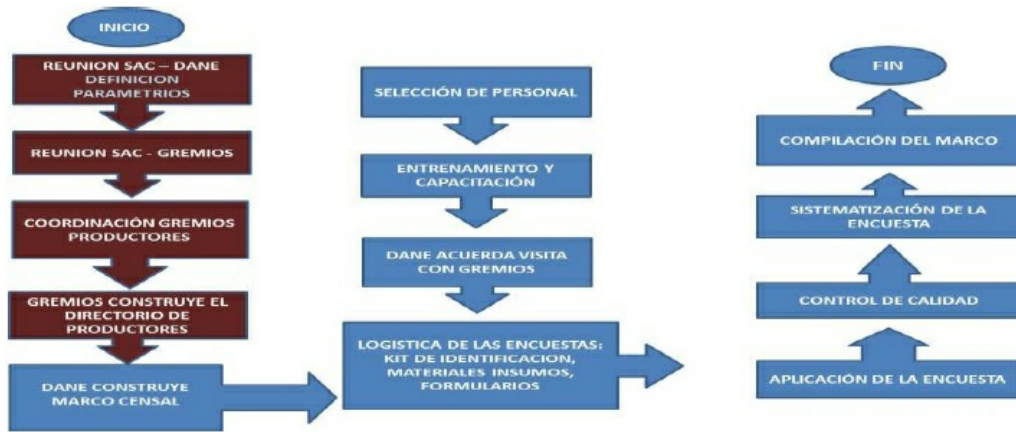 INICIO
REUNION SAC – DANE
DEFINICION
PARAMETRIOS
REUNION SAC - GREMIOS
COORDINACIÓN GREMIOS
PRODUCTORES
GREMIOS CONSTRUYE EL
DIRECTORIO DE
PRODUCTORES
DANE CONSTRUYE
MARCO CENSAL
SELECCIÓN DE PERSONAL
ENTRENAMIENTO Y
CAPACITACIÓN
DANE ACUERDA VISITA
CON GREMIOS
LOGISTICA DE LAS ENCUESTAS:
KIT DE IDENTIFICACION,
MATERIALES INSUMOS,
FORMULARIOS
FIN
COMPILACIÓN DEL MARCO
SISTEMATIZACIÓN DE LA
ENCUESTA
CONTROL DE CALIDAD
APLICACIÓN DE LA ENCUESTA